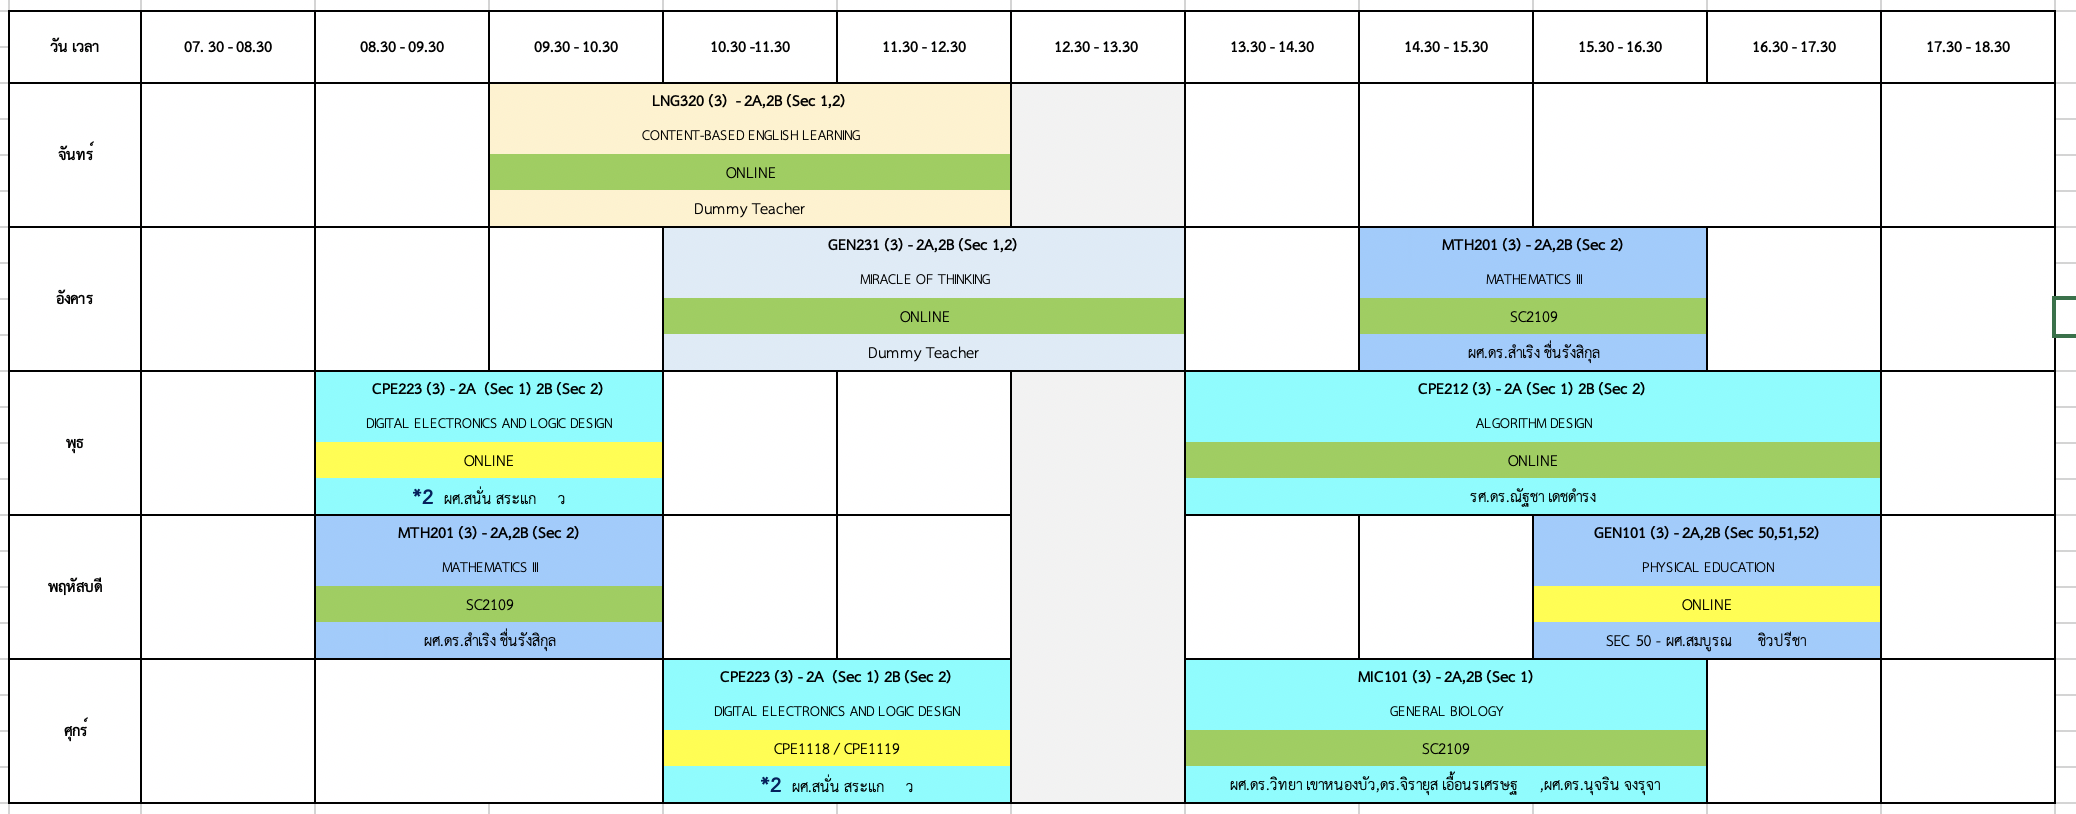 วัน เวลา 07. 30 - 08.30 08.30 - 09.30 09.30 - 10.30 10.30 -11.30 11.30 - 12.30 12.30 - 13.30 13.30 - 14.30 14.30 - 15.30 15.30 - 16.30 16.30 - 17.30 17.30 - 18.30
จันทร์
LNG320 (3) - 2A,2B (Sec 1,2)
CONTENT-BASED ENGLISH LEARNING
ONLINE
Dummy Teacher
อังคาร
GEN231 (3) - 2A,2B (Sec 1,2)
MIRACLE OF THINKING
ONLINE
Dummy Teacher
MTH201 (3) - 2A,2B (Sec 2)
MATHEMATICS III
SC2109
ผศ.ดร.สำเริง ชื่นรังสิกุล
พุธ
CPE223 (3) - 2A (Sec 1) 2B (Sec 2)
DIGITAL ELECTRONICS AND LOGIC DESIGN
ONLINE
*2 ผศ.สนั่น สระแก ว
CPE212 (3) - 2A (Sec 1) 2B (Sec 2)
ALGORITHM DESIGN
ONLINE
รศ.ดร.ณัฐชา เดชดำรง
พฤหัสบดี
MTH201 (3) - 2A,2B (Sec 2)
MATHEMATICS III
SC2109
ผศ.ดร.สำเริง ชื่นรังสิกุล
GEN101 (3) - 2A,2B (Sec 50,51,52)
PHYSICAL EDUCATION
ONLINE
SEC 50 - ผศ.สมบูรณ ชิวปรีชา
ศุกร์
CPE223 (3) - 2A (Sec 1) 2B (Sec 2)
DIGITAL ELECTRONICS AND LOGIC DESIGN
CPE1118 / CPE1119
*2 ผศ.สนั่น สระแก ว
MIC101 (3) - 2A,2B (Sec 1)
GENERAL BIOLOGY
SC2109
ผศ.ดร.วิทยา เขาหนองบัว,ดร.จิรายุส เอื้อนรเศรษฐ ,ผศ.ดร.นุจริน จงรุจา